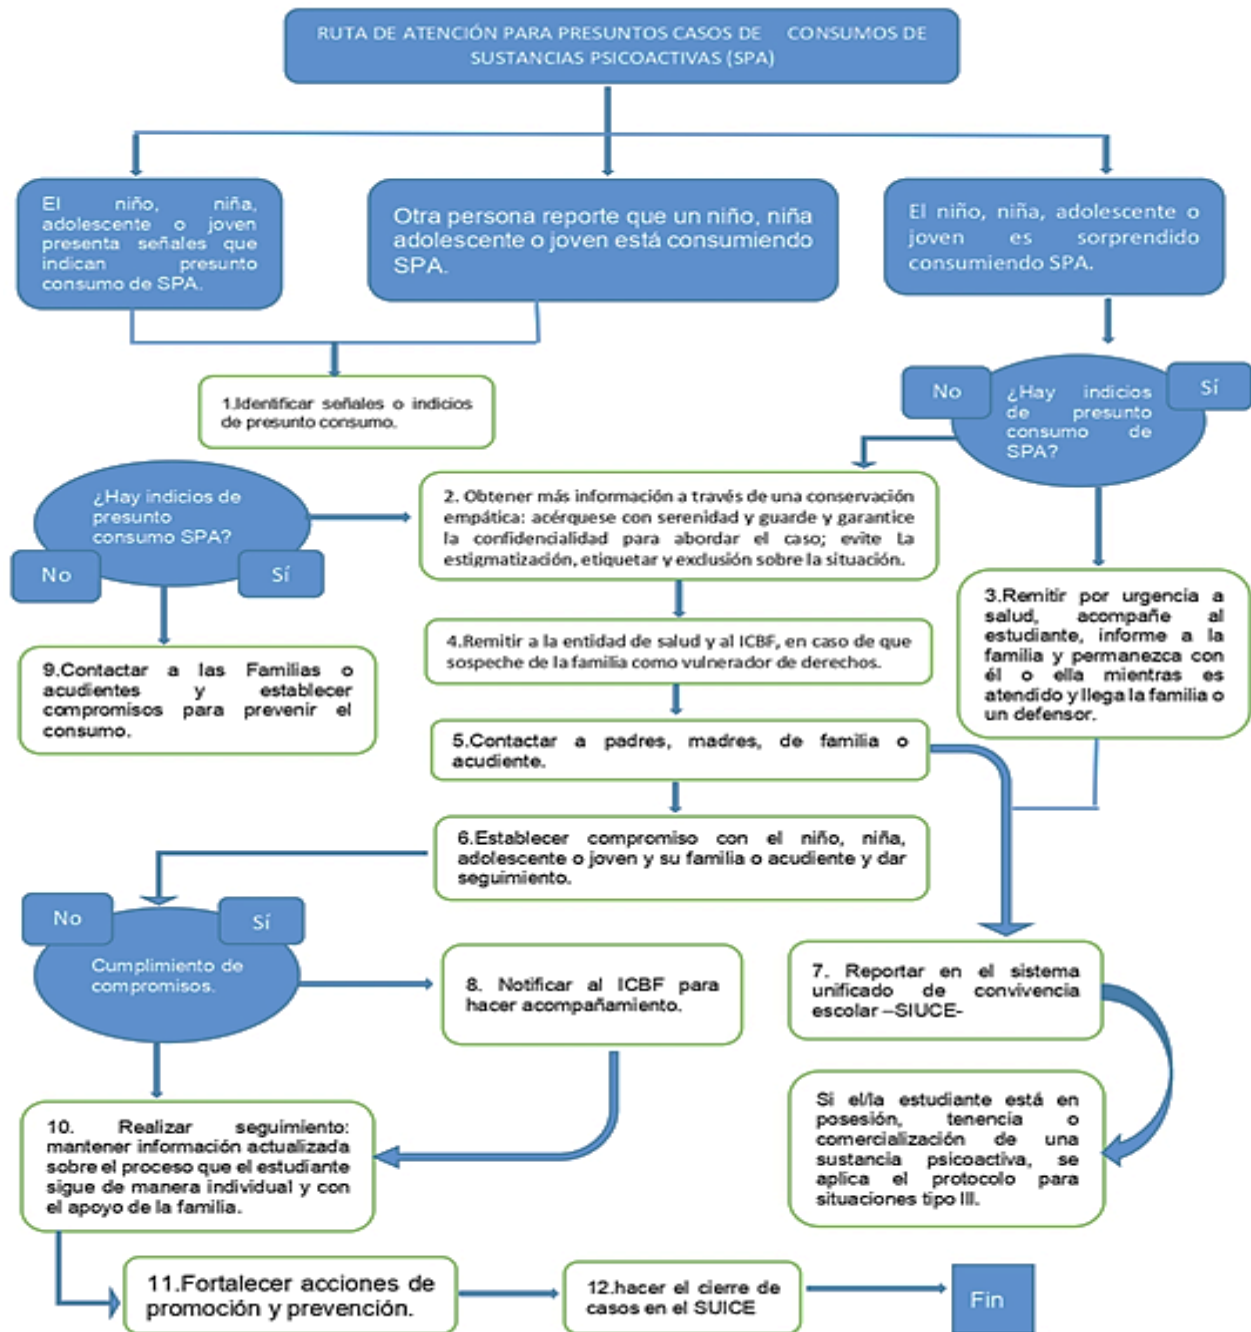 RUTA DE ATENCIÓN PARA PRESUNTOS CASOS DE CONSUMOS DE
SUSTANCIAS PSICOACTIVAS (SPA)
El niño, niña,
adolescente o joven
presenta señales que
indican presunto
consumo de SPA.
Otra persona reporte que un niño, niña
adolescente o joven está consumiendo
SPA.
El niño, niña, adolescente o
joven es sorprendido
consumiendo SPA.
1.Identificar señales o indicios
de presunto consumo.
No
Sí
¿Hay indicios
de presunto
consumo de
SPA?
¿Hay indicios de
presunto
consumo SPA?
No
Sí
2. Obtener más información a través de una conservación
empática: acérquese con serenidad y guarde y garantice
la confidencialidad para abordar el caso; evite La
estigmatización, etiquetar y exclusión sobre la situación.
3.Remitir por urgencia a
salud, acompañe al
estudiante, informe a la
familia y permanezca con
él o ella mientras es
atendido y llega la familia o
un defensor.
4.Remitir a la entidad de salud y al ICBF, en caso de que
sospeche de la familia como vulnerador de derechos.
9.Contactar a las Familias o
acudientes y establecer
compromisos para prevenir el
consumo.
5.Contactar a padres, madres, de familia o
acudiente.
6.Establecer compromiso con el niño, niña,
adolescente o joven y su familia o acudiente y dar
seguimiento.
No
Sí
Cumplimiento de
compromisos.
8. Notificar al ICBF para
hacer acompañamiento.
7. Reportar en el sistema
unificado de convivencia
escolar –SIUCE-
10. Realizar seguimiento:
mantener información actualizada
sobre el proceso que el estudiante
sigue de manera individual y con
el apoyo de la familia.
Si el/la estudiante está en
posesión, tenencia o
comercialización de una
sustancia psicoactiva, se
aplica el protocolo para
situaciones tipo III.
11.Fortalecer acciones de
promoción y prevención.
12.hacer el cierre de
casos en el SUICE
Fin